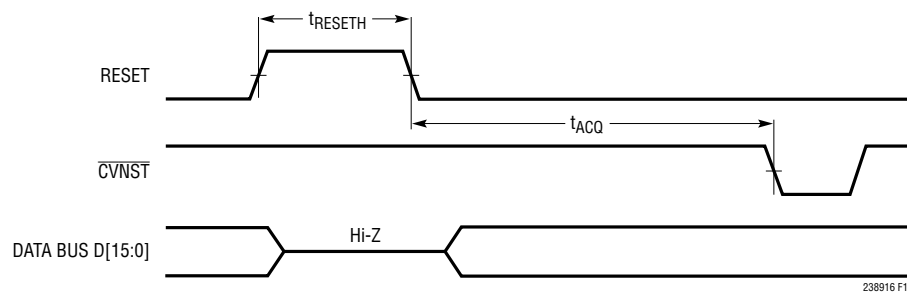 tRESETH
RESET
tACQ
CVNST
Hi-Z
DATA BUS D[15:0]
238916 F1